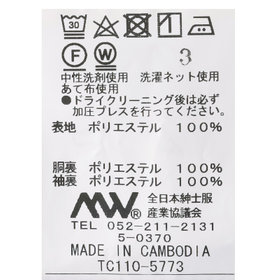 30
F W 3
中性洗剤使用 洗濯ネット使用
あて布使用
●ドライクリーニング後は必ず
加圧プレスを行ってください。
表地 ポリエステル 100%
胴裏 ポリエステル 100%
袖裏 ポリエステル 100%
MW® 全日本紳士服
産業協議会
TEL 052-211-2131
5-0370
MADE IN CAMBODIA
TC110-5773